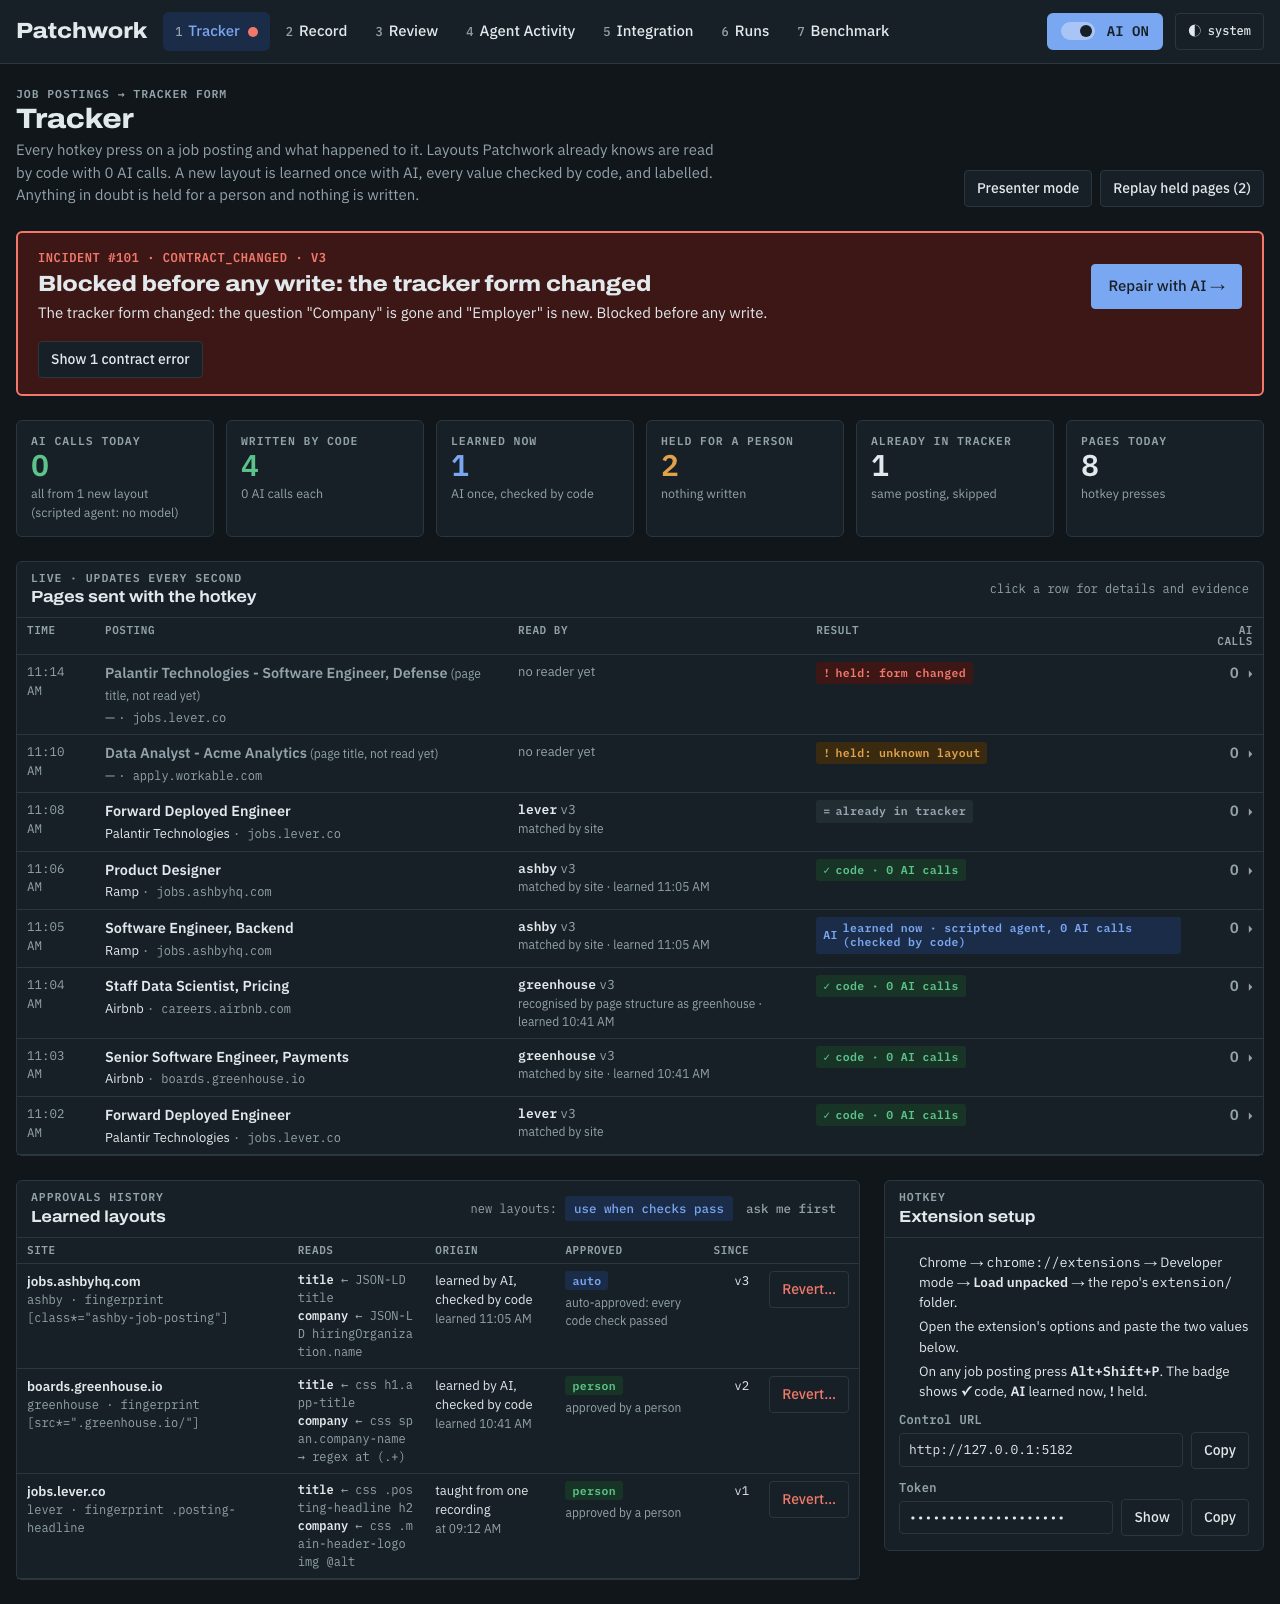 Patchwork
1 Tracker
2 Record
3 Review
4 Agent Activity
5 Integration
6 Runs
7 Benchmark
AI ON
system
JOB POSTINGS → TRACKER FORM
Tracker
Every hotkey press on a job posting and what happened to it. Layouts Patchwork already knows are read
by code with 0 AI calls. A new layout is learned once with AI, every value checked by code, and labelled.
Anything in doubt is held for a person and nothing is written.
Presenter mode
Replay held pages (2)
INCIDENT #101 · CONTRACT_CHANGED · V3
Blocked before any write: the tracker form changed
The tracker form changed: the question "Company" is gone and "Employer" is new. Blocked before any write.
Repair with AI →
Show 1 contract error
AI CALLS TODAY
0
all from 1 new layout
(scripted agent: no model)
WRITTEN BY CODE
4
0 AI calls each
LEARNED NOW
1
AI once, checked by code
HELD FOR A PERSON
2
nothing written
ALREADY IN TRACKER
1
same posting, skipped
PAGES TODAY
8
hotkey presses
LIVE · UPDATES EVERY SECOND
Pages sent with the hotkey
click a row for details and evidence
TIME POSTING READ BY RESULT AI
CALLS
11:14
AM
Palantir Technologies - Software Engineer, Defense (page
title, not read yet)
— · jobs.lever.co
no reader yet
! held: form changed
0 ›
11:10
AM
Data Analyst - Acme Analytics (page title, not read yet)
— · apply.workable.com
no reader yet
! held: unknown layout
0 ›
11:08
AM
Forward Deployed Engineer
Palantir Technologies · jobs.lever.co
lever v3
matched by site
= already in tracker
0 ›
11:06
AM
Product Designer
Ramp · jobs.ashbyhq.com
ashby v3
matched by site · learned 11:05 AM
✓ code · 0 AI calls
0 ›
11:05
AM
Software Engineer, Backend
Ramp · jobs.ashbyhq.com
ashby v3
matched by site · learned 11:05 AM
AI learned now · scripted agent, 0 AI calls
(checked by code)
0 ›
11:04
AM
Staff Data Scientist, Pricing
Airbnb · careers.airbnb.com
greenhouse v3
recognised by page structure as greenhouse ·
learned 10:41 AM
✓ code · 0 AI calls
0 ›
11:03
AM
Senior Software Engineer, Payments
Airbnb · boards.greenhouse.io
greenhouse v3
matched by site · learned 10:41 AM
✓ code · 0 AI calls
0 ›
11:02
AM
Forward Deployed Engineer
Palantir Technologies · jobs.lever.co
lever v3
matched by site
✓ code · 0 AI calls
0 ›
APPROVALS HISTORY
Learned layouts
new layouts: use when checks pass ask me first
SITE READS ORIGIN APPROVED SINCE
jobs.ashbyhq.com
ashby · fingerprint
[class*="ashby-job-posting"]
title ← JSON-LD
title
company ← JSON-L
D hiringOrganiza
tion.name
learned by AI,
checked by code
learned 11:05 AM
auto
auto-approved: every
code check passed
v3
Revert…
boards.greenhouse.io
greenhouse · fingerprint
[src*=".greenhouse.io/"]
title ← css h1.a
pp-title
company ← css sp
an.company-name
→ regex at (.+)
learned by AI,
checked by code
learned 10:41 AM
person
approved by a person
v2
Revert…
jobs.lever.co
lever · fingerprint .posting-
headline
title ← css .pos
ting-headline h2
company ← css .m
ain-header-logo
img @alt
taught from one
recording
at 09:12 AM
person
approved by a person
v1
Revert…
HOTKEY
Extension setup
Chrome → chrome://extensions → Developer
mode → Load unpacked → the repo's extension/
folder.
Open the extension's options and paste the two values
below.
On any job posting press Alt+Shift+P. The badge
shows ✓ code, AI learned now, ! held.
Control URL
http://127.0.0.1:5182
Copy
Token
••••••••••••••••••••
Show
Copy